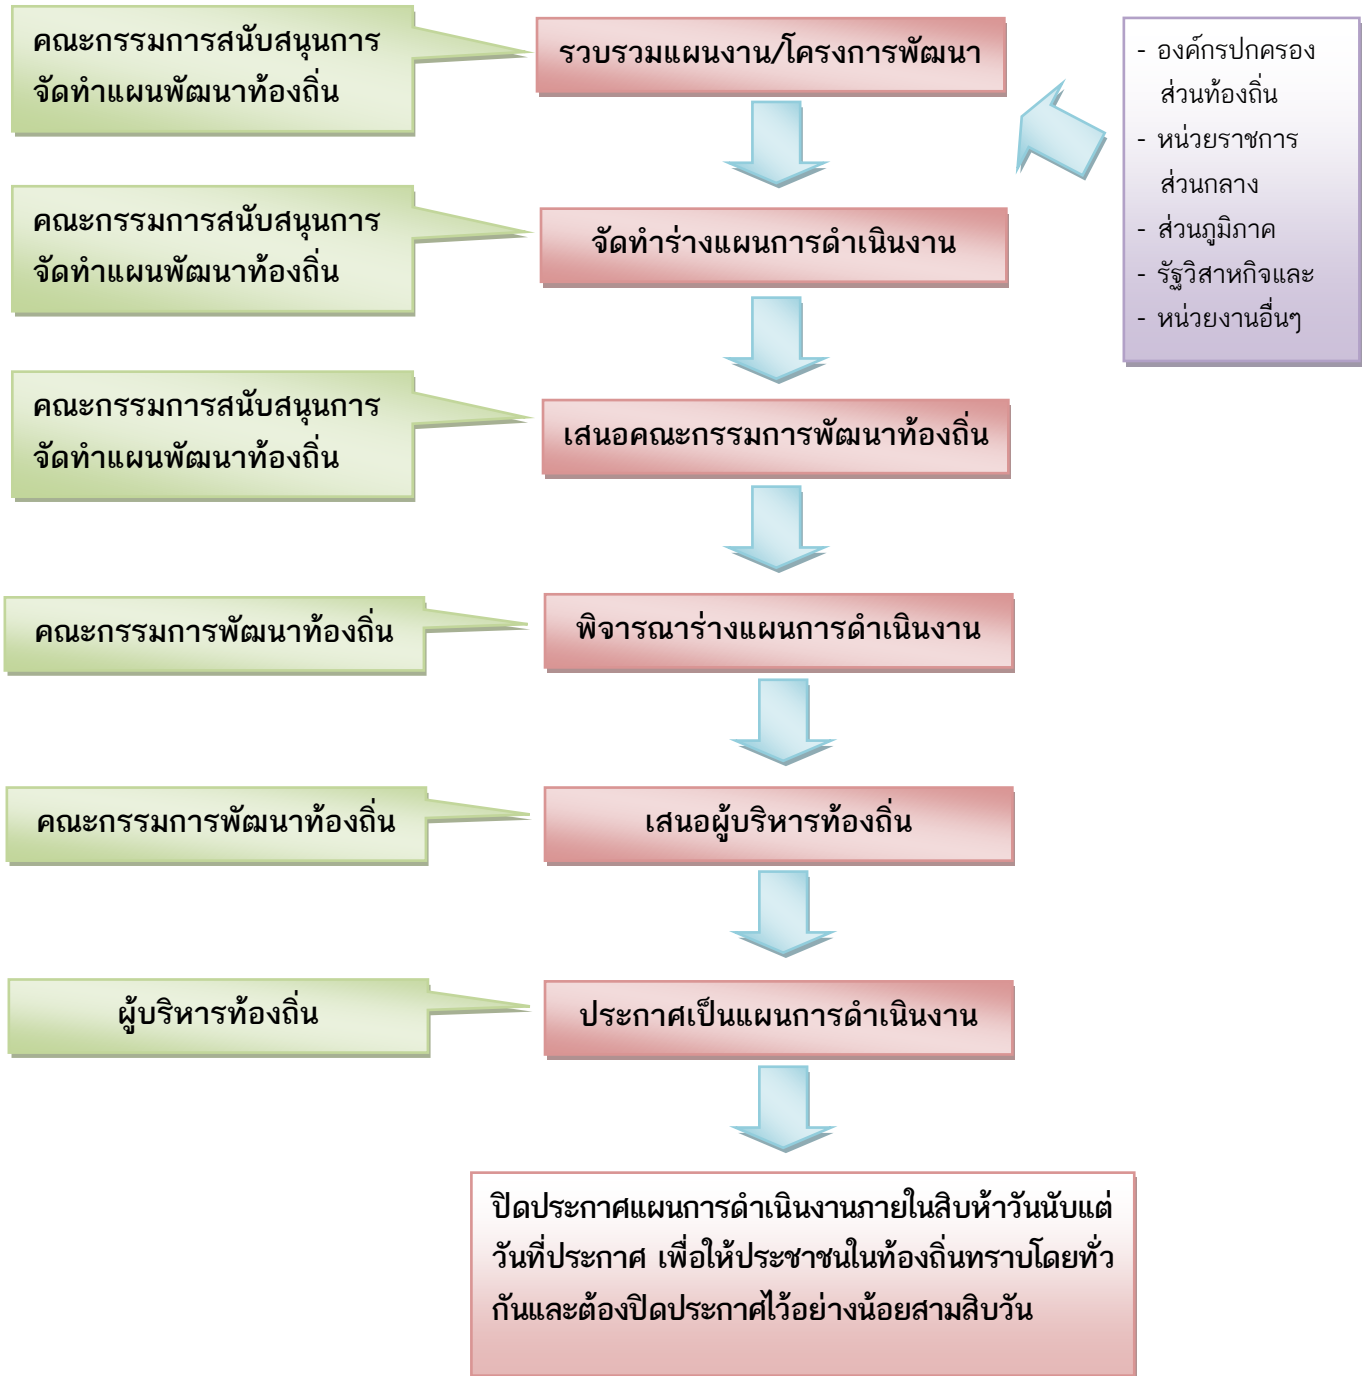 คณะกรรมการสนับสนุนการ
จัดทำแผนพัฒนาท้องถิ่น
รวบรวมแผนงาน/โครงการพัฒนา
- องค์กรปกครอง
ส่วนท้องถิ่น
- หน่วยราชการ
ส่วนกลาง
- ส่วนภูมิภาค
- รัฐวิสาหกิจและ
- หน่วยงานอื่นๆ
คณะกรรมการสนับสนุนการ
จัดทำแผนพัฒนาท้องถิ่น
จัดทำร่างแผนการดำเนินงาน
คณะกรรมการสนับสนุนการ
จัดทำแผนพัฒนาท้องถิ่น
เสนอคณะกรรมการพัฒนาท้องถิ่น
คณะกรรมการพัฒนาท้องถิ่น
พิจารณาร่างแผนการดำเนินงาน
คณะกรรมการพัฒนาท้องถิ่น
เสนอผู้บริหารท้องถิ่น
ผู้บริหารท้องถิ่น
ประกาศเป็นแผนการดำเนินงาน
ปิดประกาศแผนการดำเนินงานภายในสิบห้าวันนับแต่
วันที่ประกาศ เพื่อให้ประชาชนในท้องถิ่นทราบโดยทั่ว
กันและต้องปิดประกาศไว้อย่างน้อยสามสิบวัน